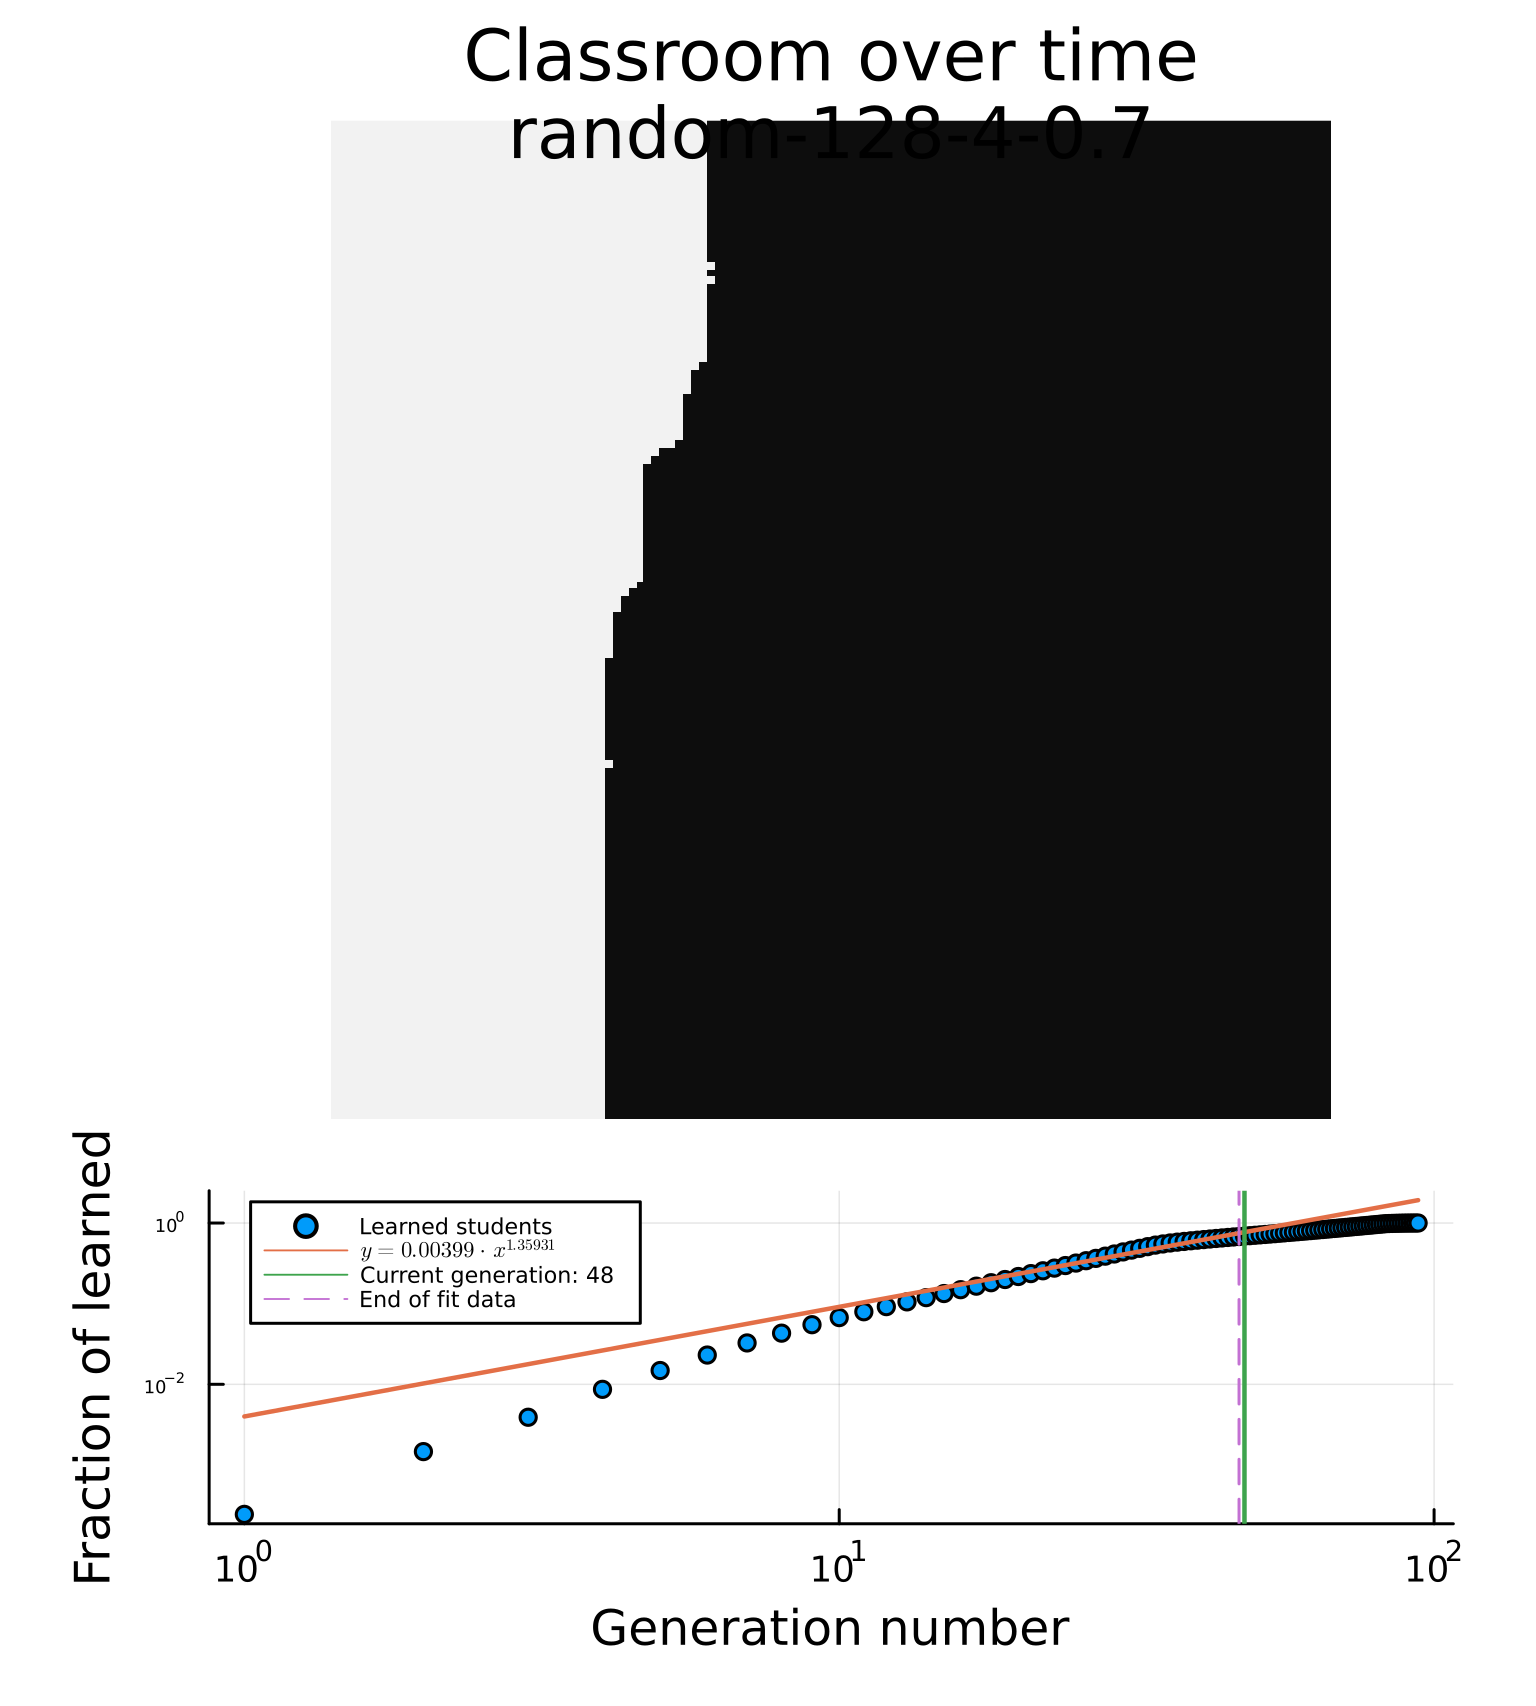 Classroom over time
random-128-4-0.7
Fraction of learned
10⁰
10⁻²
Learned students
y = 0.00399 · x^1.35931
Current generation: 48
End of fit data
10⁰ 10¹ 10²
Generation number